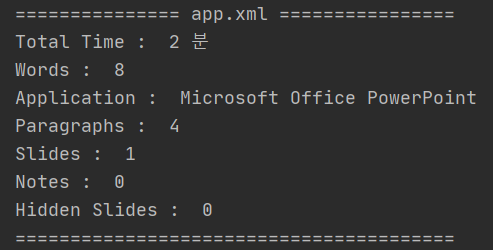 =============== app.xml ===============
Total Time :  2 분
Words :  8
Application :  Microsoft Office PowerPoint
Paragraphs :  4
Slides :  1
Notes :  0
Hidden Slides :  0
=======================================